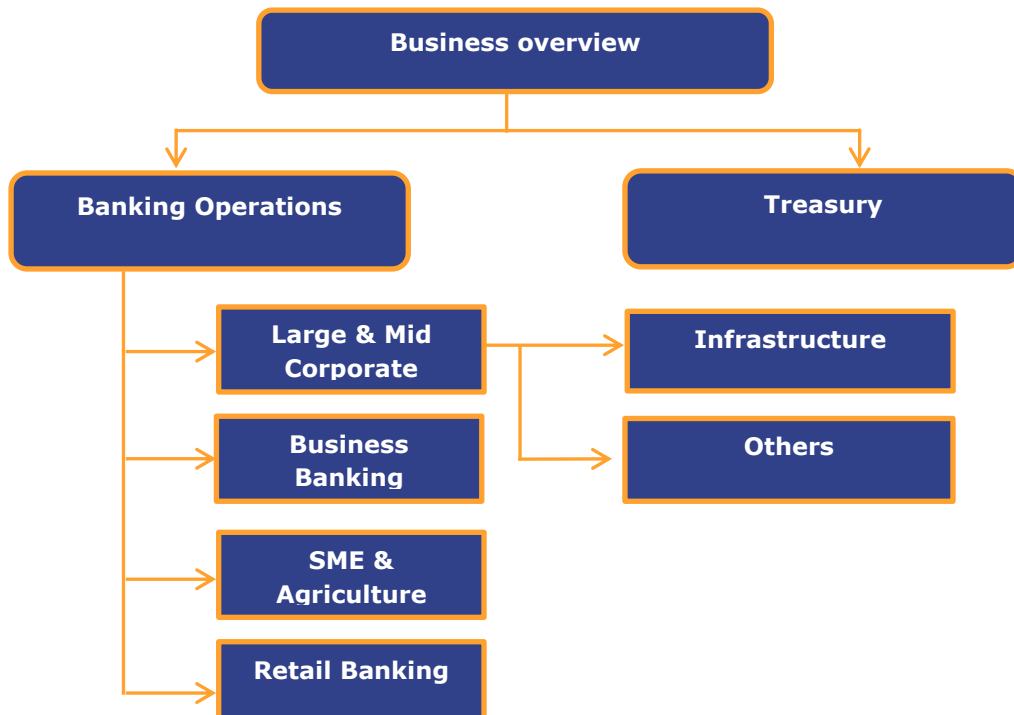 Business overview
Banking Operations
Treasury
Large & Mid
Corporate
Infrastructure
Business
Banking
Others
SME &
Agriculture
Retail Banking